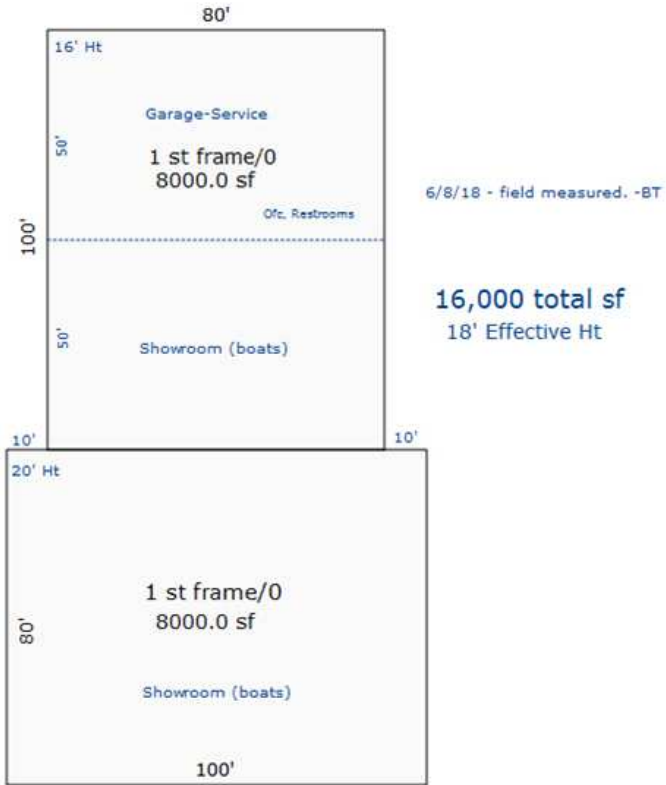 80'
16' Ht
Garage-Service
50'
1 st frame/0
8000.0 sf
6/8/18 - field measured. -BT
Ofc, Restrooms
100'
16,000 total sf
18' Effective Ht
50'
Showroom (boats)
10'
10'
20' Ht
1 st frame/0
8000.0 sf
80'
Showroom (boats)
100'